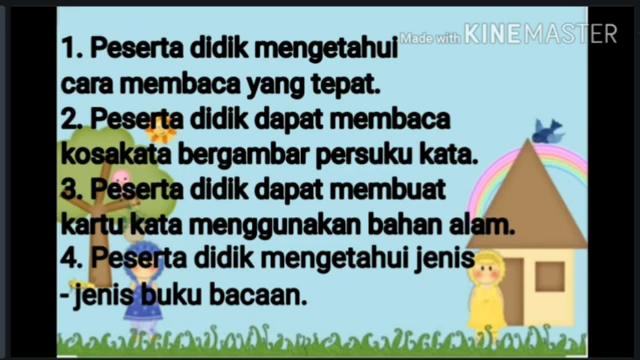 Made with KINEMASTER
1. Peserta didik mengetahui
cara membaca yang tepat.
2. Peserta didik dapat membaca
kosakata bergambar persuku kata.
3. Peserta didik dapat membuat
kartu kata menggunakan bahan alam.
4. Peserta didik mengetahui jenis
- jenis buku bacaan.